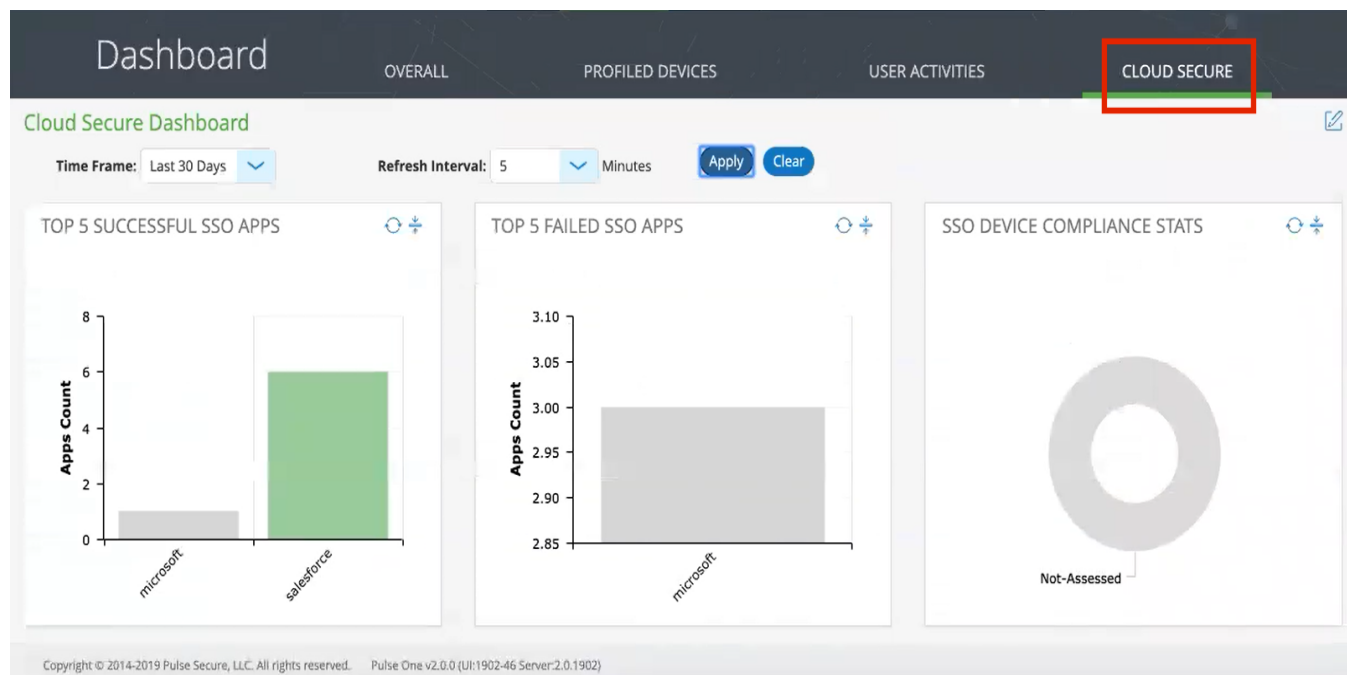 Dashboard
OVERALL
PROFILED DEVICES
USER ACTIVITIES
CLOUD SECURE
Cloud Secure Dashboard
Time Frame: Last 30 Days
Refresh Interval: 5 Minutes
Apply
Clear
TOP 5 SUCCESSFUL SSO APPS
8
6
4
2
0
Apps Count
microsoft
salesforce
TOP 5 FAILED SSO APPS
3.10
3.05
3.00
2.95
2.90
2.85
Apps Count
microsoft
SSO DEVICE COMPLIANCE STATS
Not-Assessed
Copyright © 2014-2019 Pulse Secure, LLC. All rights reserved. Pulse One v2.0.0 (UI:1902-46 Server:2.0.1902)